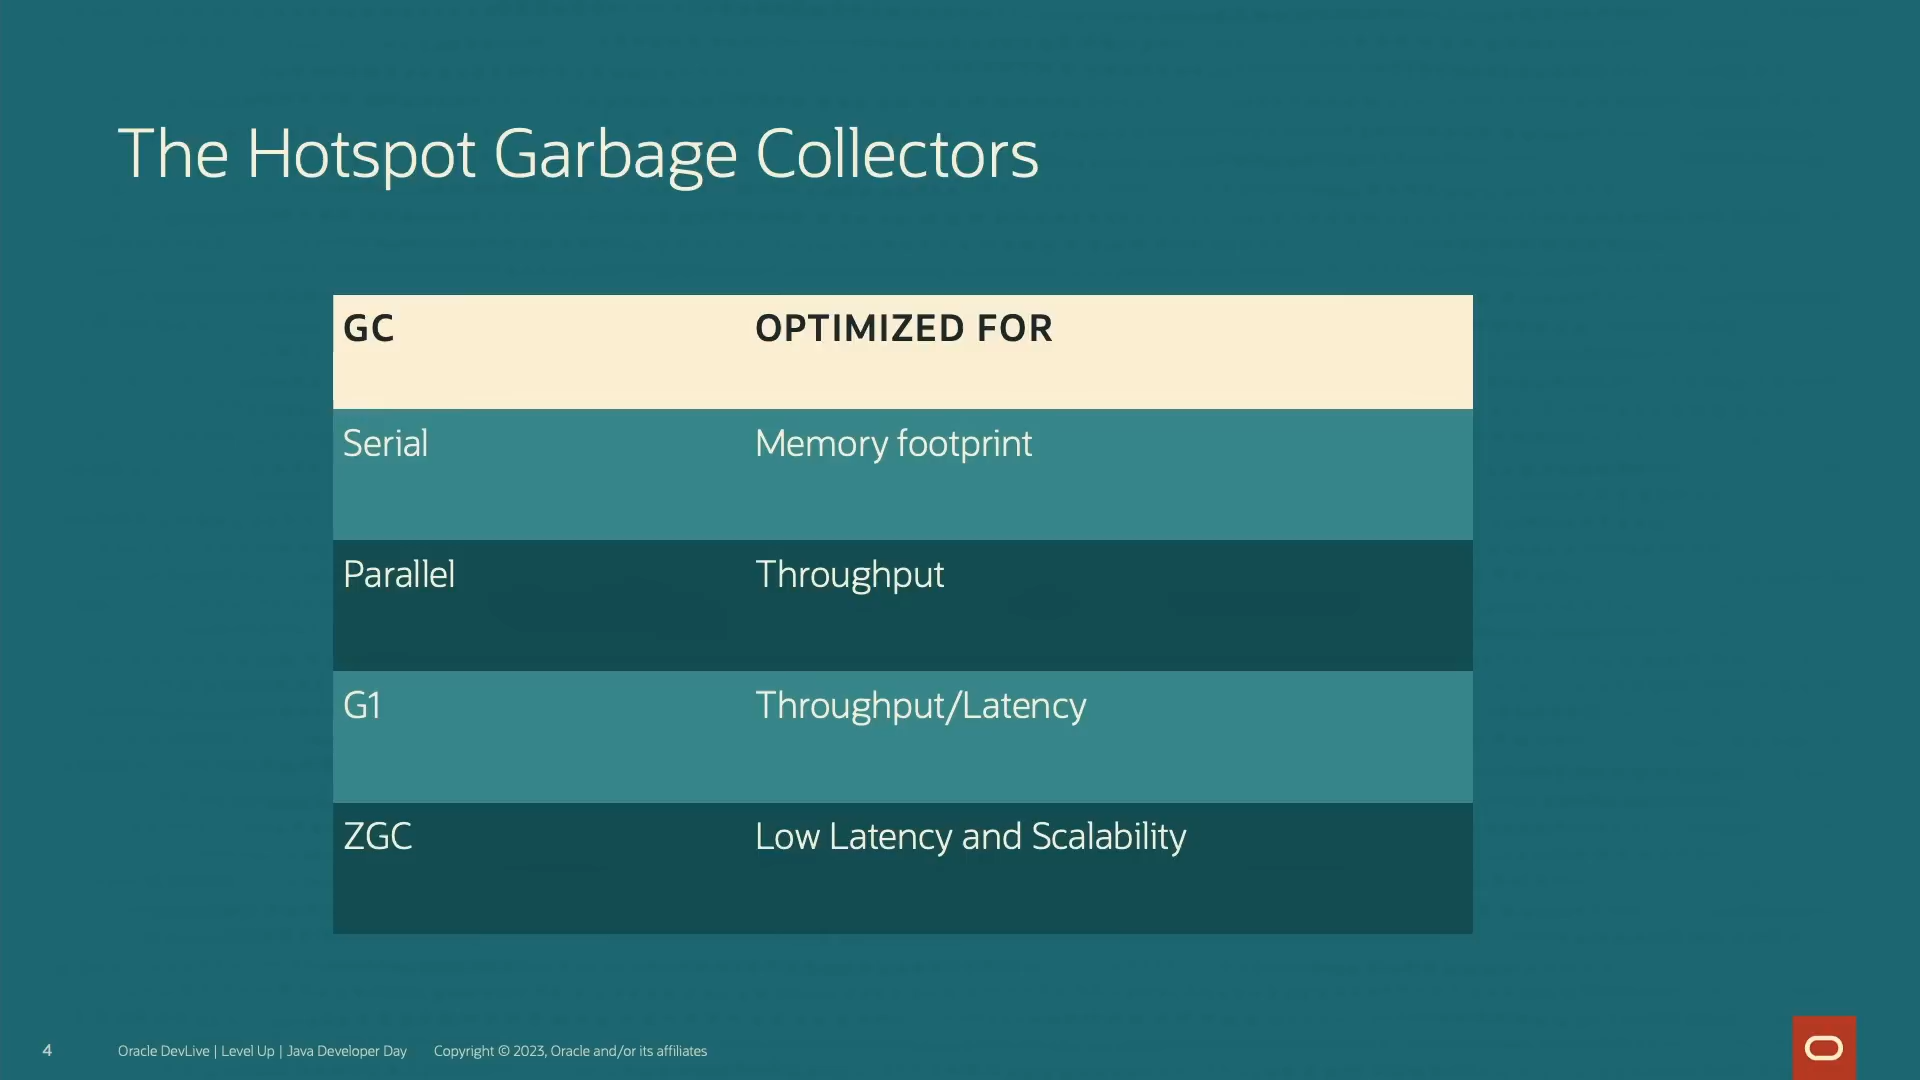 The Hotspot Garbage Collectors
GC OPTIMIZED FOR
Serial Memory footprint
Parallel Throughput
G1 Throughput/Latency
ZGC Low Latency and Scalability
4 Oracle DevLive | Level Up | Java Developer Day Copyright © 2023, Oracle and/or its affiliates